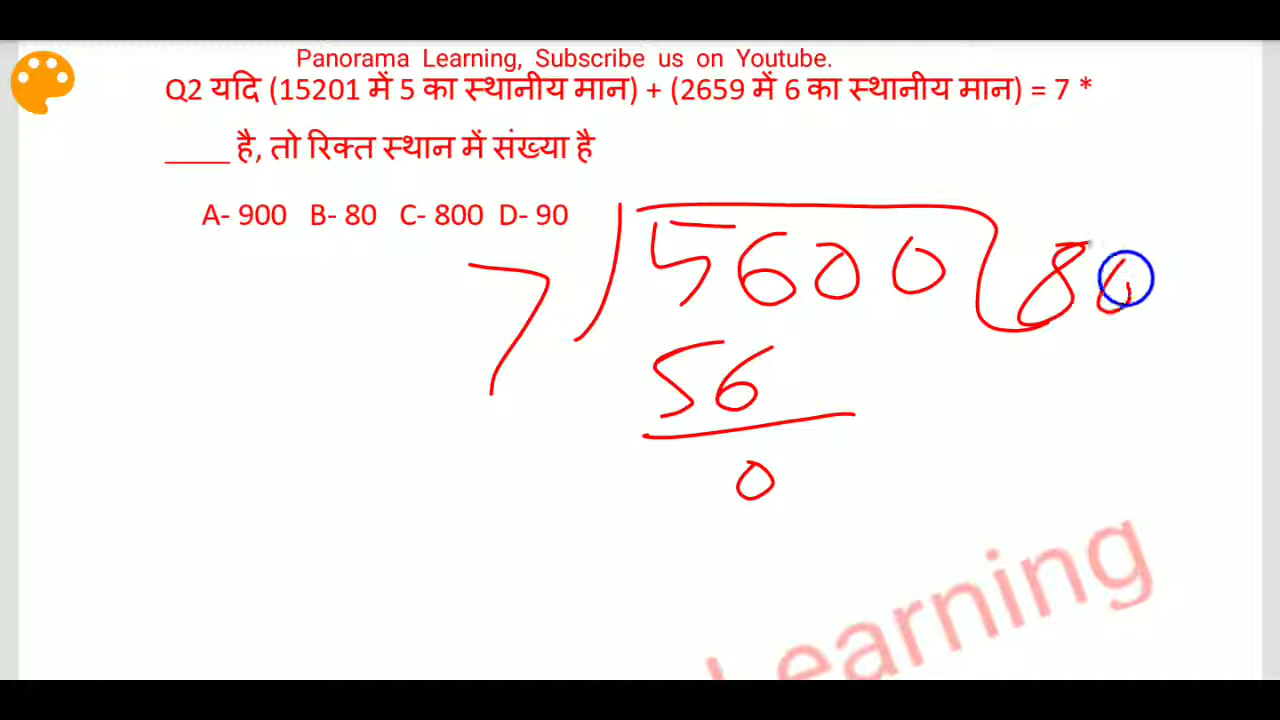 Panorama Learning, Subscribe us on Youtube.
Q2 यदि (15201 में 5 का स्थानीय मान) + (2659 में 6 का स्थानीय मान) = 7 *
____ है, तो रिक्त स्थान में संख्या है
A- 900 B- 80 C- 800 D- 90
7 5600 80
56
0
Learning